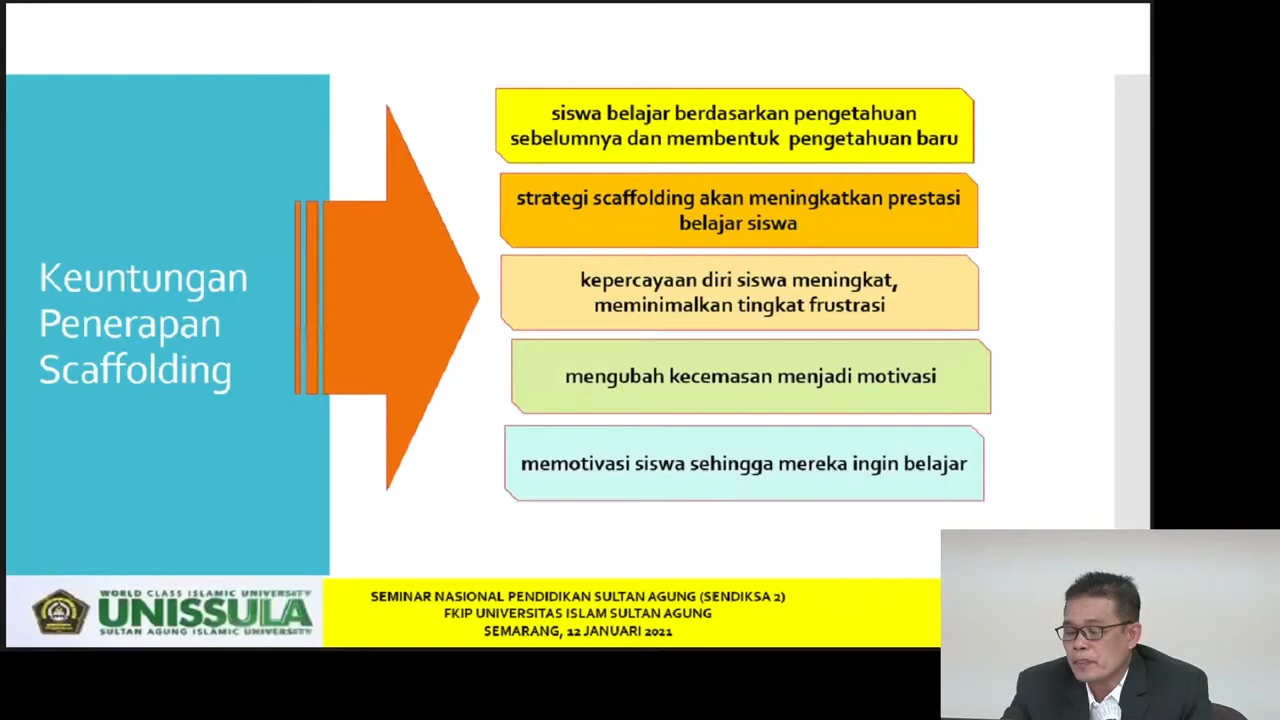 Keuntungan
Penerapan
Scaffolding
siswa belajar berdasarkan pengetahuan
sebelumnya dan membentuk pengetahuan baru
strategi scaffolding akan meningkatkan prestasi
belajar siswa
kepercayaan diri siswa meningkat,
meminimalkan tingkat frustrasi
mengubah kecemasan menjadi motivasi
memotivasi siswa sehingga mereka ingin belajar
WORLD CLASS ISLAMIC UNIVERSITY
UNISSULA
SULTAN AGUNG ISLAMIC UNIVERSITY
SEMINAR NASIONAL PENDIDIKAN SULTAN AGUNG (SENDIKSA 2)
FKIP UNIVERSITAS ISLAM SULTAN AGUNG
SEMARANG, 12 JANUARI 2021